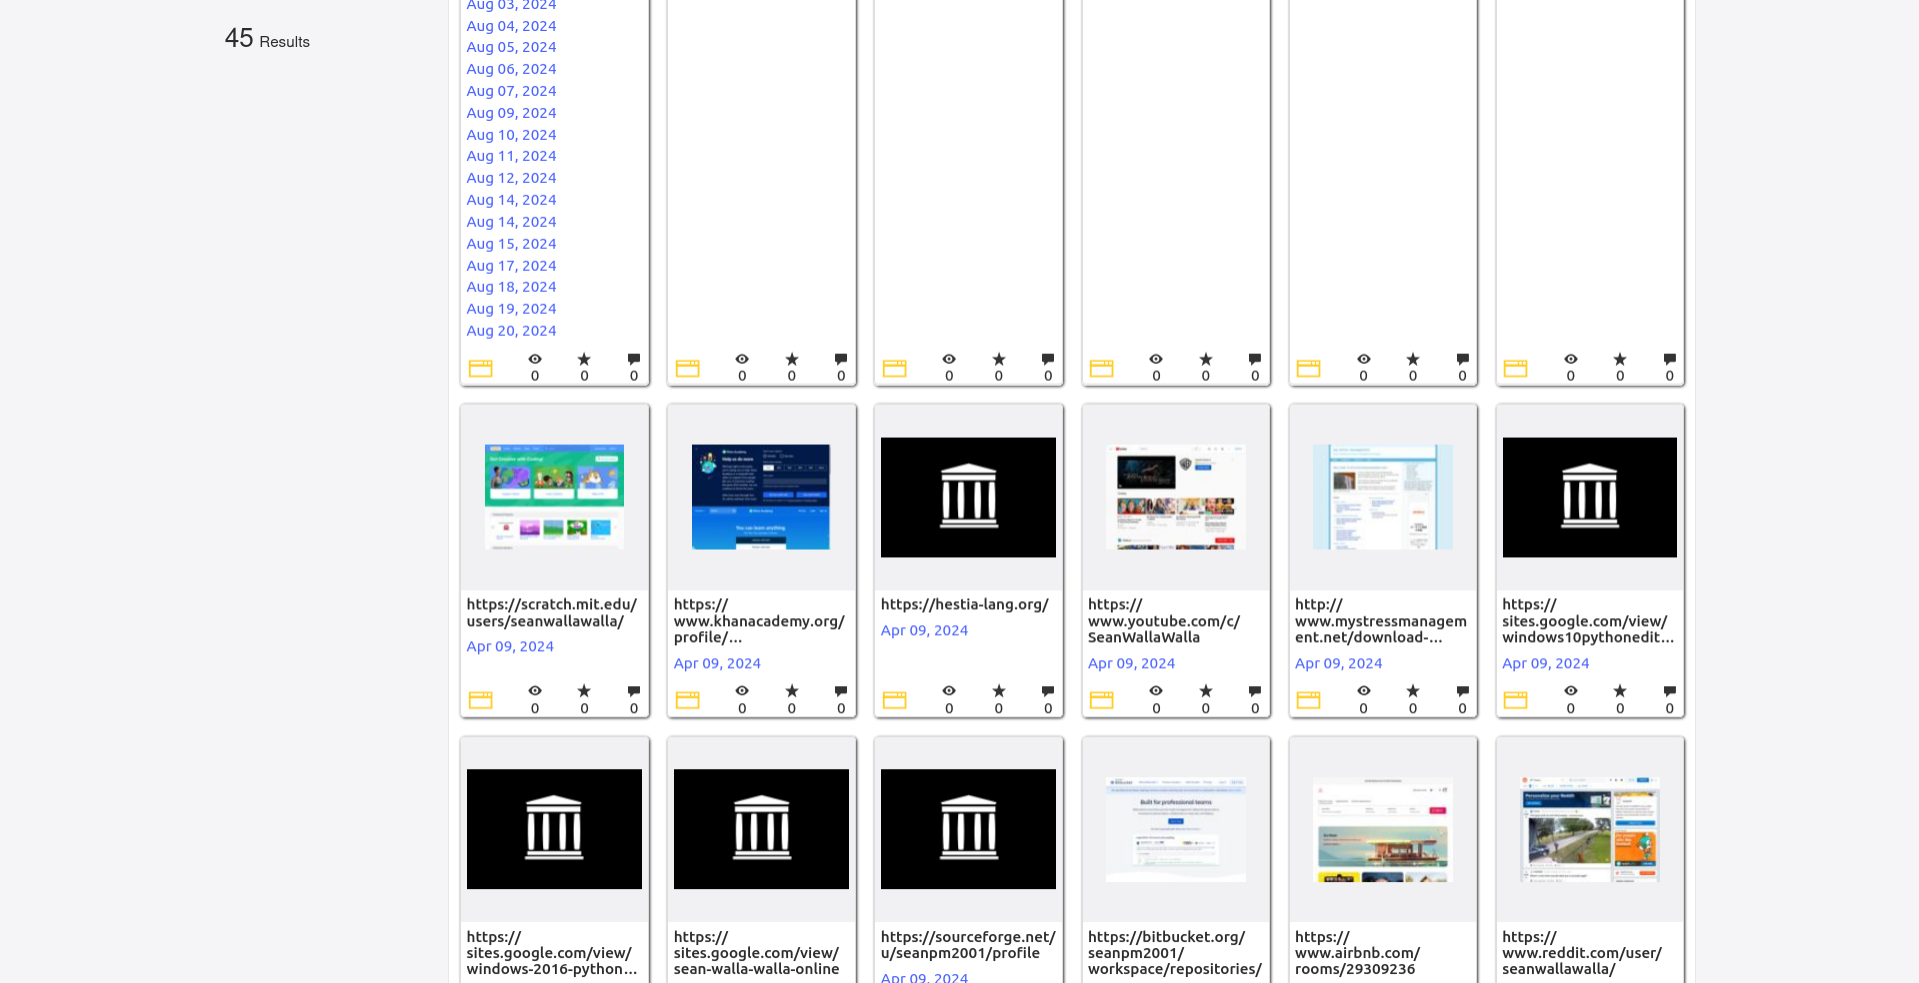 45 Results
Aug 03, 2024
Aug 04, 2024
Aug 05, 2024
Aug 06, 2024
Aug 07, 2024
Aug 09, 2024
Aug 10, 2024
Aug 11, 2024
Aug 12, 2024
Aug 14, 2024
Aug 14, 2024
Aug 15, 2024
Aug 17, 2024
Aug 18, 2024
Aug 19, 2024
Aug 20, 2024
0 0 0
0 0 0
0 0 0
0 0 0
0 0 0
0 0 0
https://scratch.mit.edu/
users/seanwallawalla/
Apr 09, 2024
0 0 0
https://
www.khanacademy.org/
profile/...
Apr 09, 2024
0 0 0
https://hestia-lang.org/
Apr 09, 2024
0 0 0
https://
www.youtube.com/c/
SeanWallaWalla
Apr 09, 2024
0 0 0
http://
www.mystressmanagem
ent.net/download-...
Apr 09, 2024
0 0 0
https://
sites.google.com/view/
windows10pythonedit...
Apr 09, 2024
0 0 0
https://
sites.google.com/view/
windows-2016-python...
https://
sites.google.com/view/
sean-walla-walla-online
https://sourceforge.net/
u/seanpm2001/profile
Apr 09, 2024
Built for professional teams
https://bitbucket.org/
seanpm2001/
workspace/repositories/
https://
www.airbnb.com/
rooms/29309236
https://
www.reddit.com/user/
seanwallawalla/